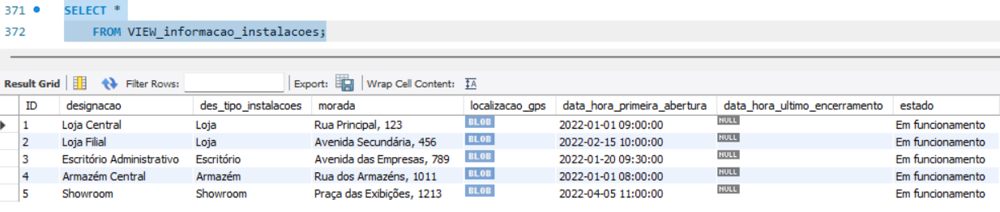 371 SELECT *
372 FROM VIEW_informacao_instalacoes;
Result Grid Filter Rows: Export: Wrap Cell Content: IA
ID designacao des_tipo_instalacoes morada localizacao_gps data_hora_primeira_abertura data_hora_ultimo_encerramento estado
1 Loja Central Loja Rua Principal, 123 BLOB 2022-01-01 09:00:00 NULL Em funcionamento
2 Loja Filial Loja Avenida Secundária, 456 BLOB 2022-02-15 10:00:00 NULL Em funcionamento
3 Escritório Administrativo Escritório Avenida das Empresas, 789 BLOB 2022-01-20 09:30:00 NULL Em funcionamento
4 Armazém Central Armazém Rua dos Armazéns, 1011 BLOB 2022-01-01 08:00:00 NULL Em funcionamento
5 Showroom Showroom Praça das Exibições, 1213 BLOB 2022-04-05 11:00:00 NULL Em funcionamento